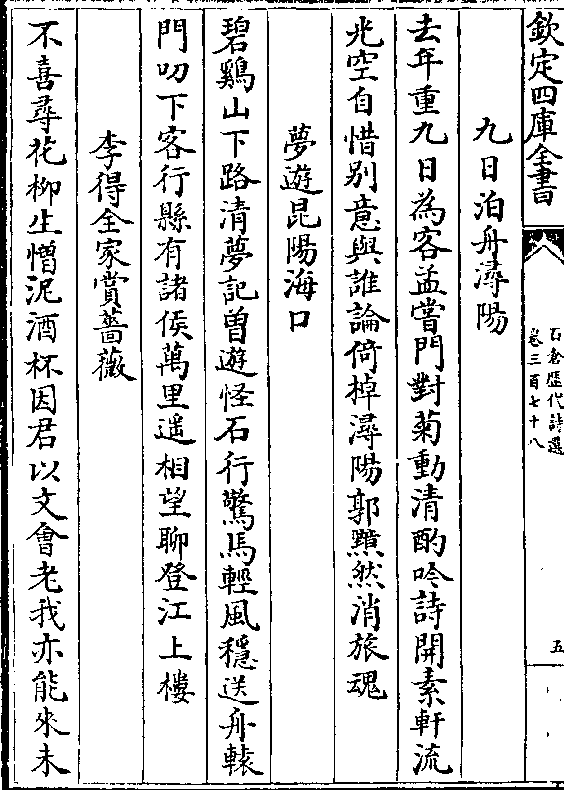 欽定四庫全書
石倉歷代詩選
卷三百七十八
五
九日泊舟潯陽
去年重九日為客孟嘗門對菊動清酌吟詩開素軒流
光空自惜别意與誰論倚棹潯陽郭黯然消旅魂
夢遊昆陽海口
碧鷄山下路清夢記曽遊怪石行驚馬輕風穩送舟轅
門叨下客行縣有諸侯萬里遥相望聊登江上樓
李得全家賞薔薇
不喜尋花柳生憎泥酒杯因君以文會老我亦能來未